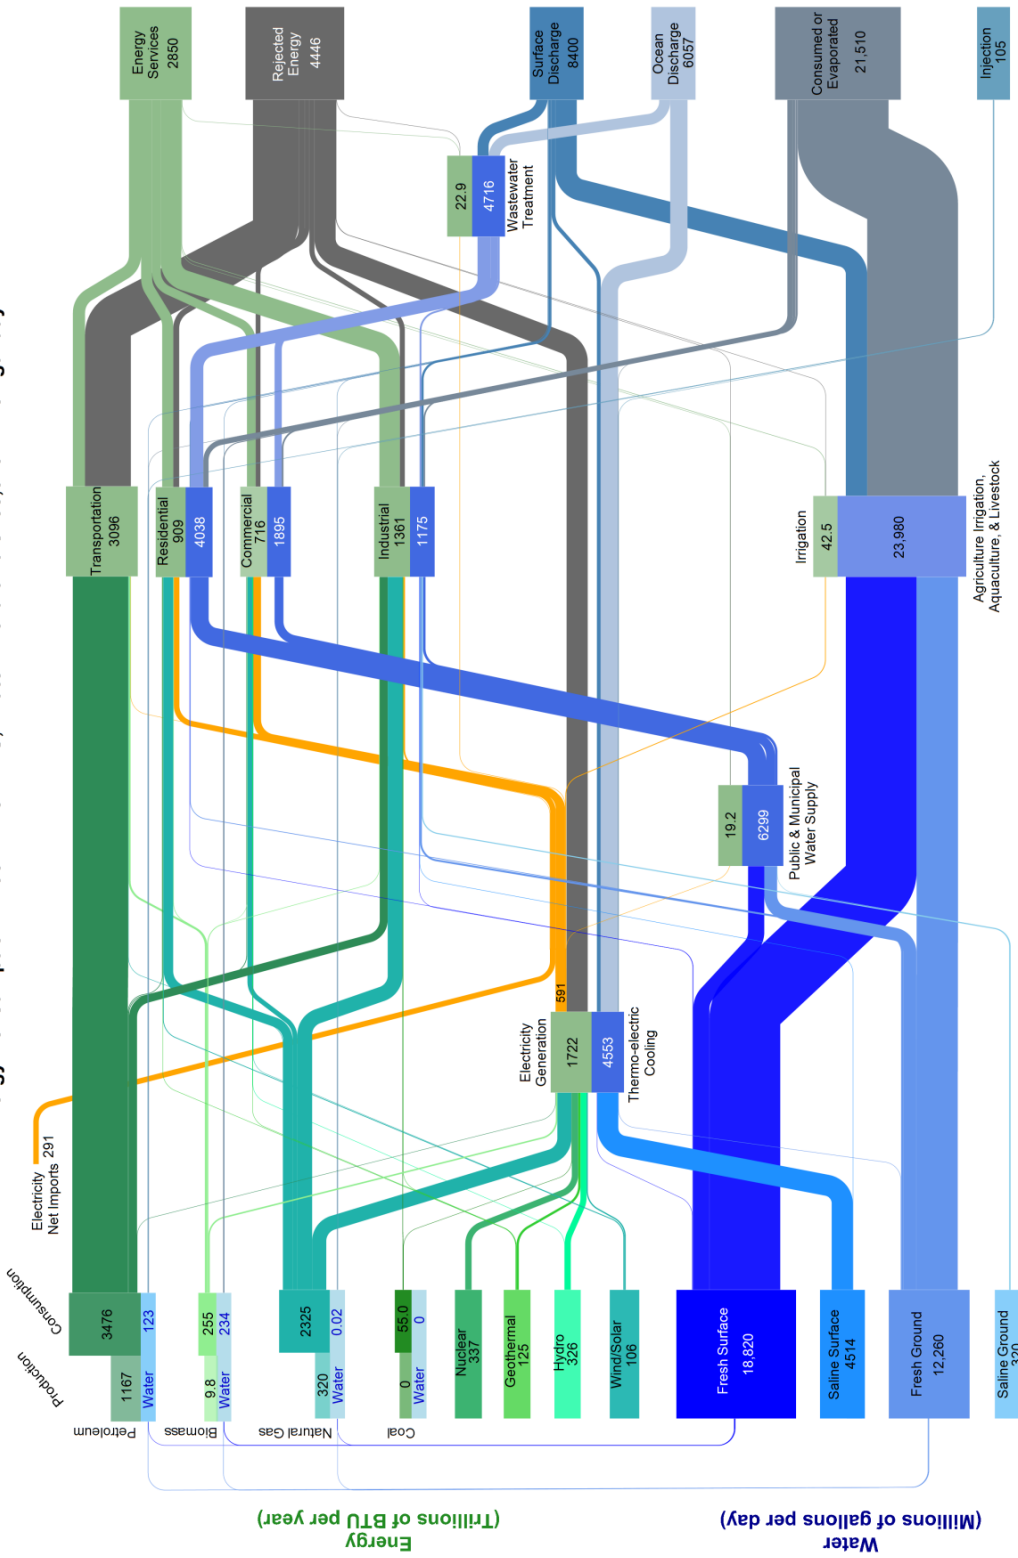 Production
Consumption
Petroleum
1167
3476
Water
123
Biomass
9.8
255
Water
234
Natural Gas
320
2325
Water
0.02
Coal
0
55.0
Water
0
Nuclear
337
Geothermal
125
Hydro
326
Wind/Solar
106
Fresh Surface
18,820
Saline Surface
4514
Fresh Ground
12,260
Saline Ground
320
Electricity
Net Imports
291
Electricity
Generation
1722
591
4553
Thermo-electric
Cooling
19.2
6299
Public & Municipal
Water Supply
Transportation
3096
Residential
909
4038
Commercial
716
1895
Industrial
1361
1175
Irrigation
42.5
23,980
Agriculture Irrigation,
Aquaculture, & Livestock
22.9
4716
Wastewater
Treatment
Energy
Services
2850
Rejected
Energy
4446
Surface
Discharge
8400
Ocean
Discharge
6057
Consumed or
Evaporated
21,510
Injection
105
Energy
(Trillions of BTU per year)
Water
(Millions of gallons per day)